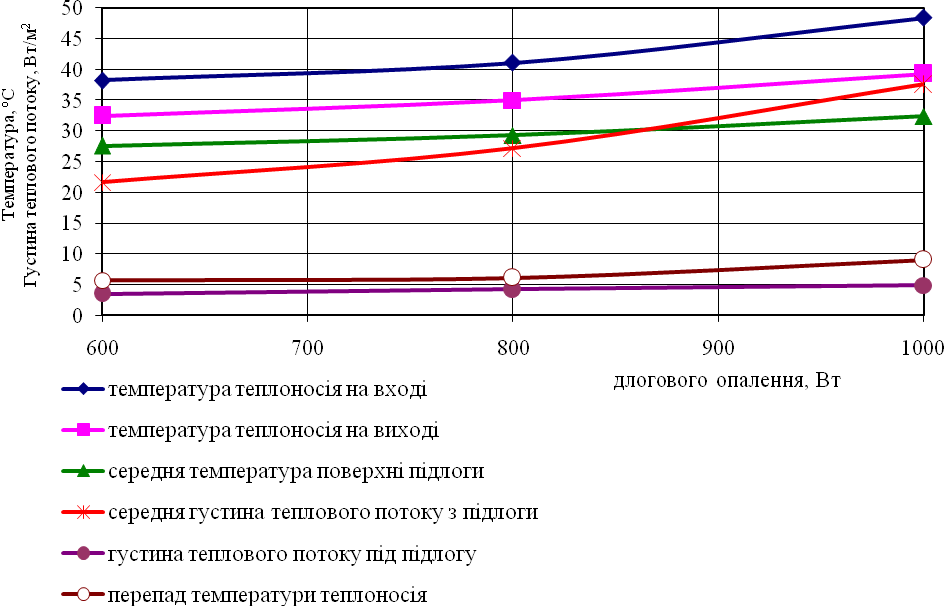 Температура, °С
Густина теплового потоку, Вт/м²
50
45
40
35
30
25
20
15
10
5
0
600 700 800 900 1000
длогового опалення, Вт
температура теплоносія на вході
температура теплоносія на виході
середня температура поверхні підлоги
середня густина теплового потоку з підлоги
густина теплового потоку під підлогу
перепад температури теплоносія